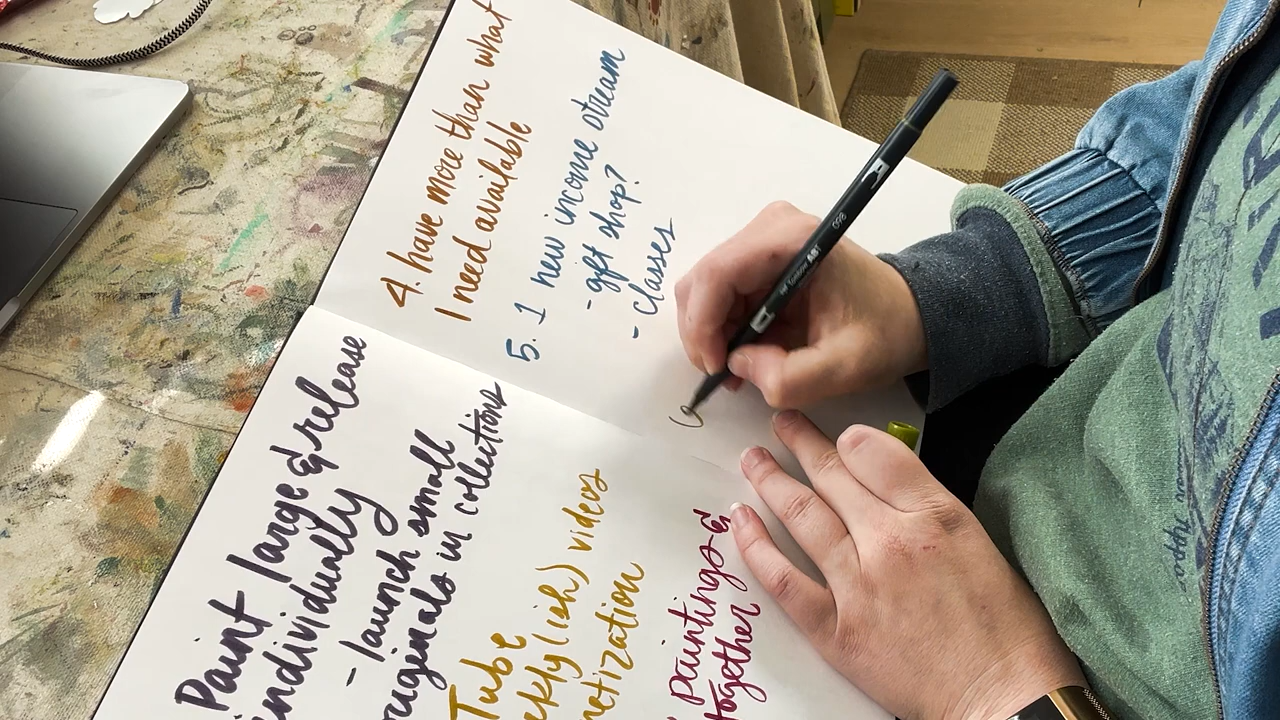 Paint large & release
individually
- launch small
originals in collections
Tube
ekly(ish) videos
netization
paintings &
together
4. have more than what
I need available
5. 1 new income stream
- gift shop?
- classes